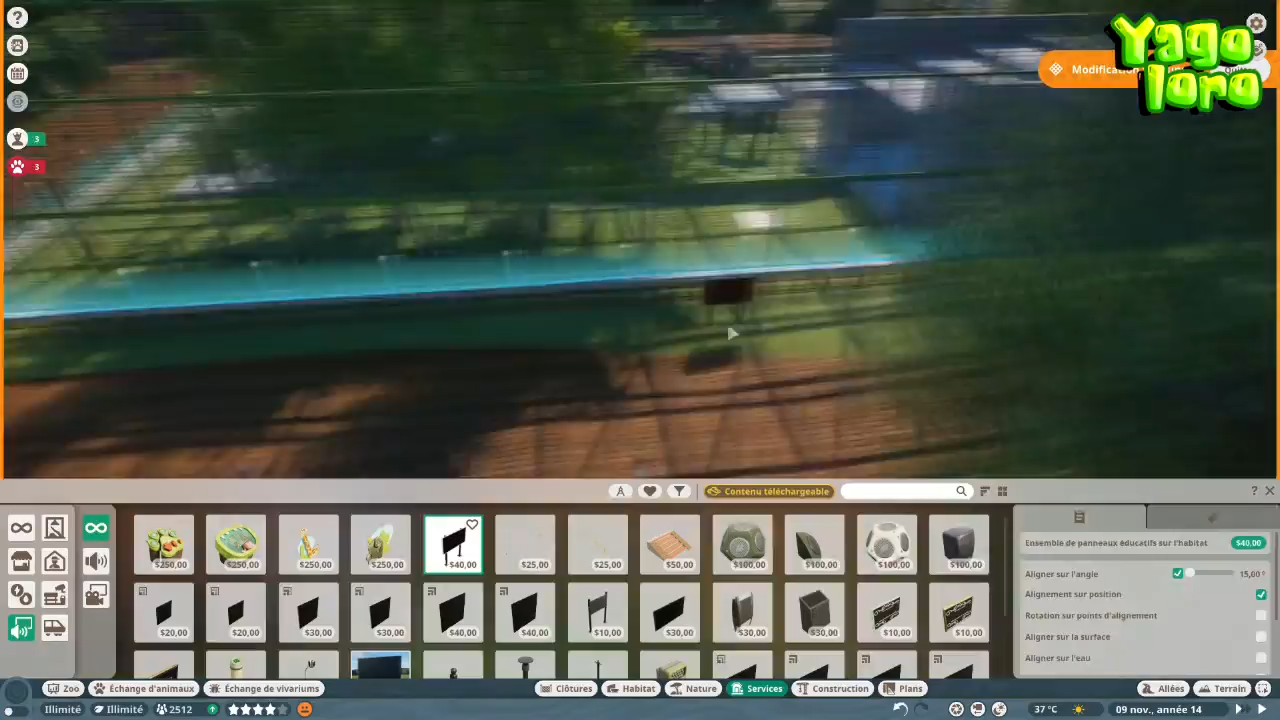 Yago
loro
?
Modification
3
3
Contenu téléchargeable
? ×
$250,00 $250,00 $250,00 $250,00 $40,00 $25,00 $25,00 $50,00 $100,00 $100,00 $100,00 $100,00
$20,00 $20,00 $30,00 $30,00 $40,00 $40,00 $10,00 $30,00 $30,00 $30,00 $10,00 $10,00
Ensemble de panneaux éducatifs sur l'habitat $40,00
Aligner sur l'angle 15,00°
Alignement sur position
Rotation sur points d'alignement
Aligner sur la surface
Aligner sur l'eau
Zoo Échange d'animaux Échange de vivariums Clôtures Habitat Nature Services Construction Plans Allées Terrain
Illimité Illimité 2512 37 °C 09 nov., année 14